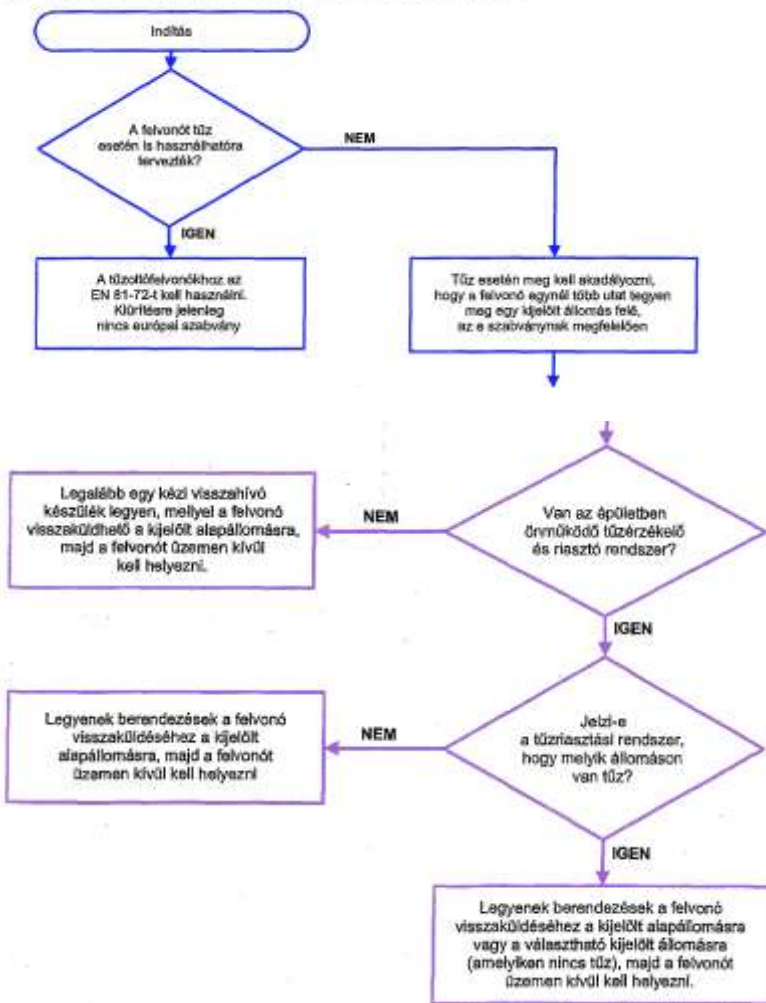 Indítás
A felvonót tűz
esetén is használhatóra
tervezték?
NEM
IGEN
A tűzoltófelvonókhoz az
EN 81-72-t kell használni.
Kiürítésre jelenleg
nincs európai szabvány
Tűz esetén meg kell akadályozni,
hogy a felvonó egynél több utat tegyen
meg egy kijelölt állomás felé,
az e szabványnak megfelelően
Legalább egy kézi visszahívó
készülék legyen, mellyel a felvonó
visszaküldhető a kijelölt alapállomásra,
majd a felvonót üzemen kívül
kell helyezni.
NEM
Van az épületben
önműködő tűzérzékelő
és riasztó rendszer?
IGEN
Legyenek berendezések a felvonó
visszaküldéséhez a kijelölt
alapállomásra, majd a felvonót
üzemen kívül kell helyezni
NEM
Jelzi-e
a tűzriasztási rendszer,
hogy melyik állomáson
van tűz?
IGEN
Legyenek berendezések a felvonó
visszaküldéséhez a kijelölt alapállomásra
vagy a választható kijelölt állomásra
(amelyiken nincs tűz), majd a felvonót
üzemen kívül kell helyezni.